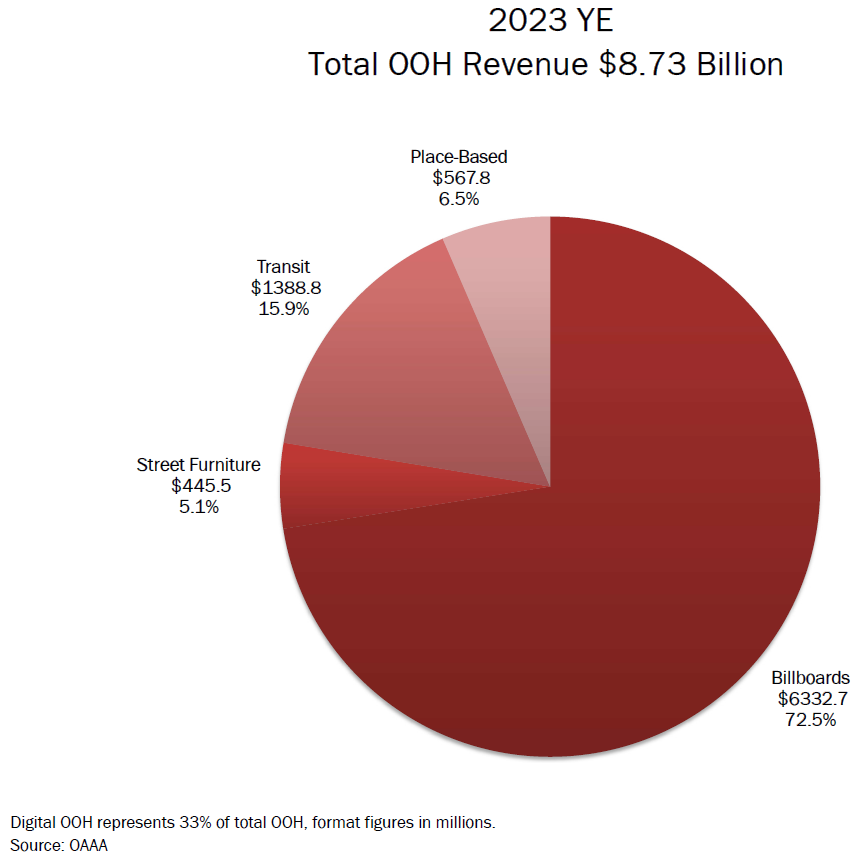 2023 YE
Total OOH Revenue $8.73 Billion
Place-Based
$567.8
6.5%
Transit
$1388.8
15.9%
Street Furniture
$445.5
5.1%
Billboards
$6332.7
72.5%
Digital OOH represents 33% of total OOH, format figures in millions.
Source: OAAA